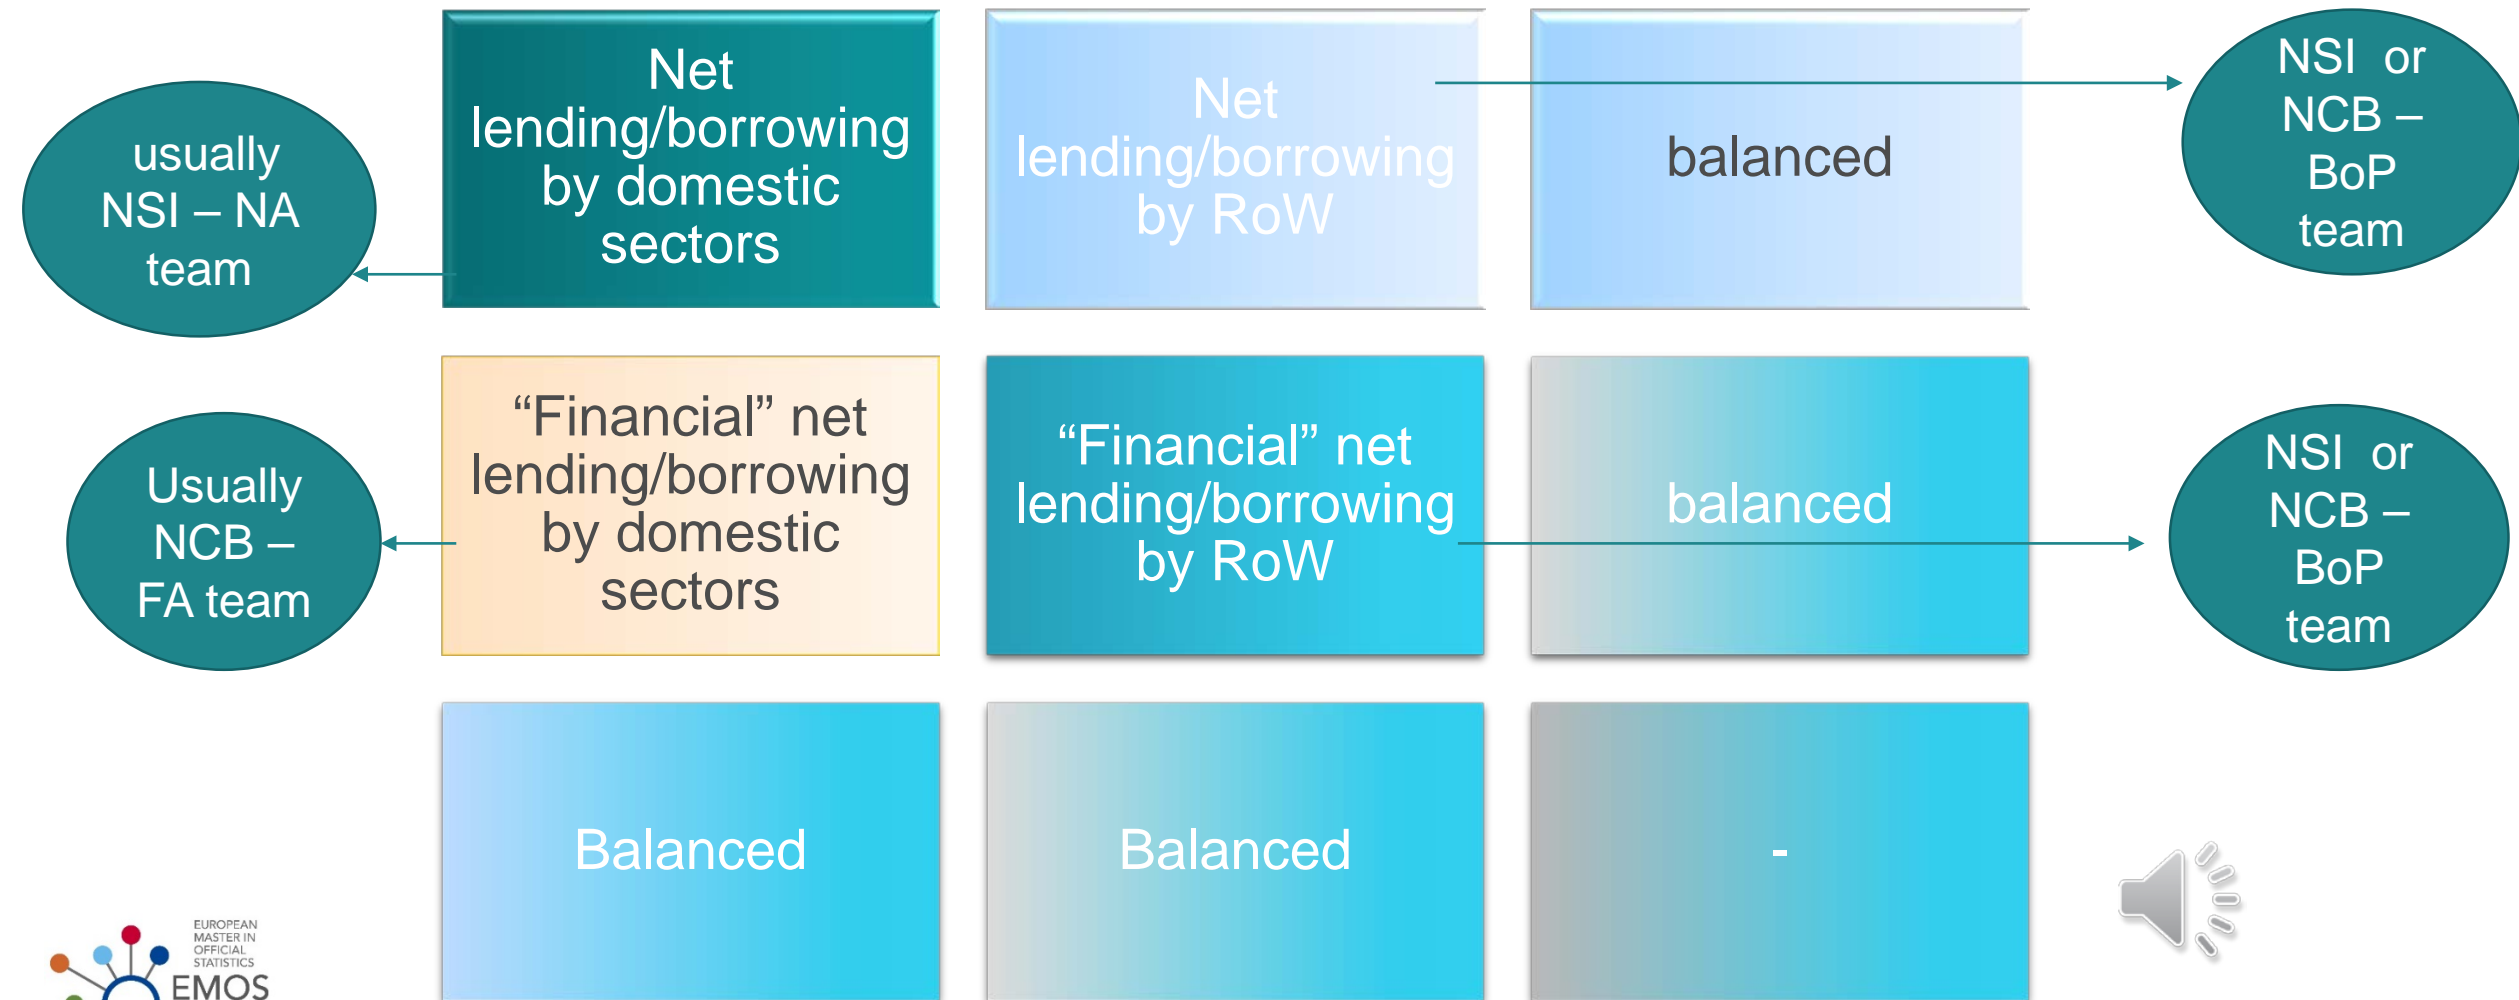 usually
NSI – NA
team
Net
lending/borrowing
by domestic
sectors
Net
lending/borrowing
by RoW
balanced
NSI or
NCB –
BoP
team
Usually
NCB –
FA team
“Financial” net
lending/borrowing
by domestic
sectors
“Financial” net
lending/borrowing
by RoW
balanced
NSI or
NCB –
BoP
team
Balanced
Balanced
-
EUROPEAN
MASTER IN
OFFICIAL
STATISTICS
EMOS